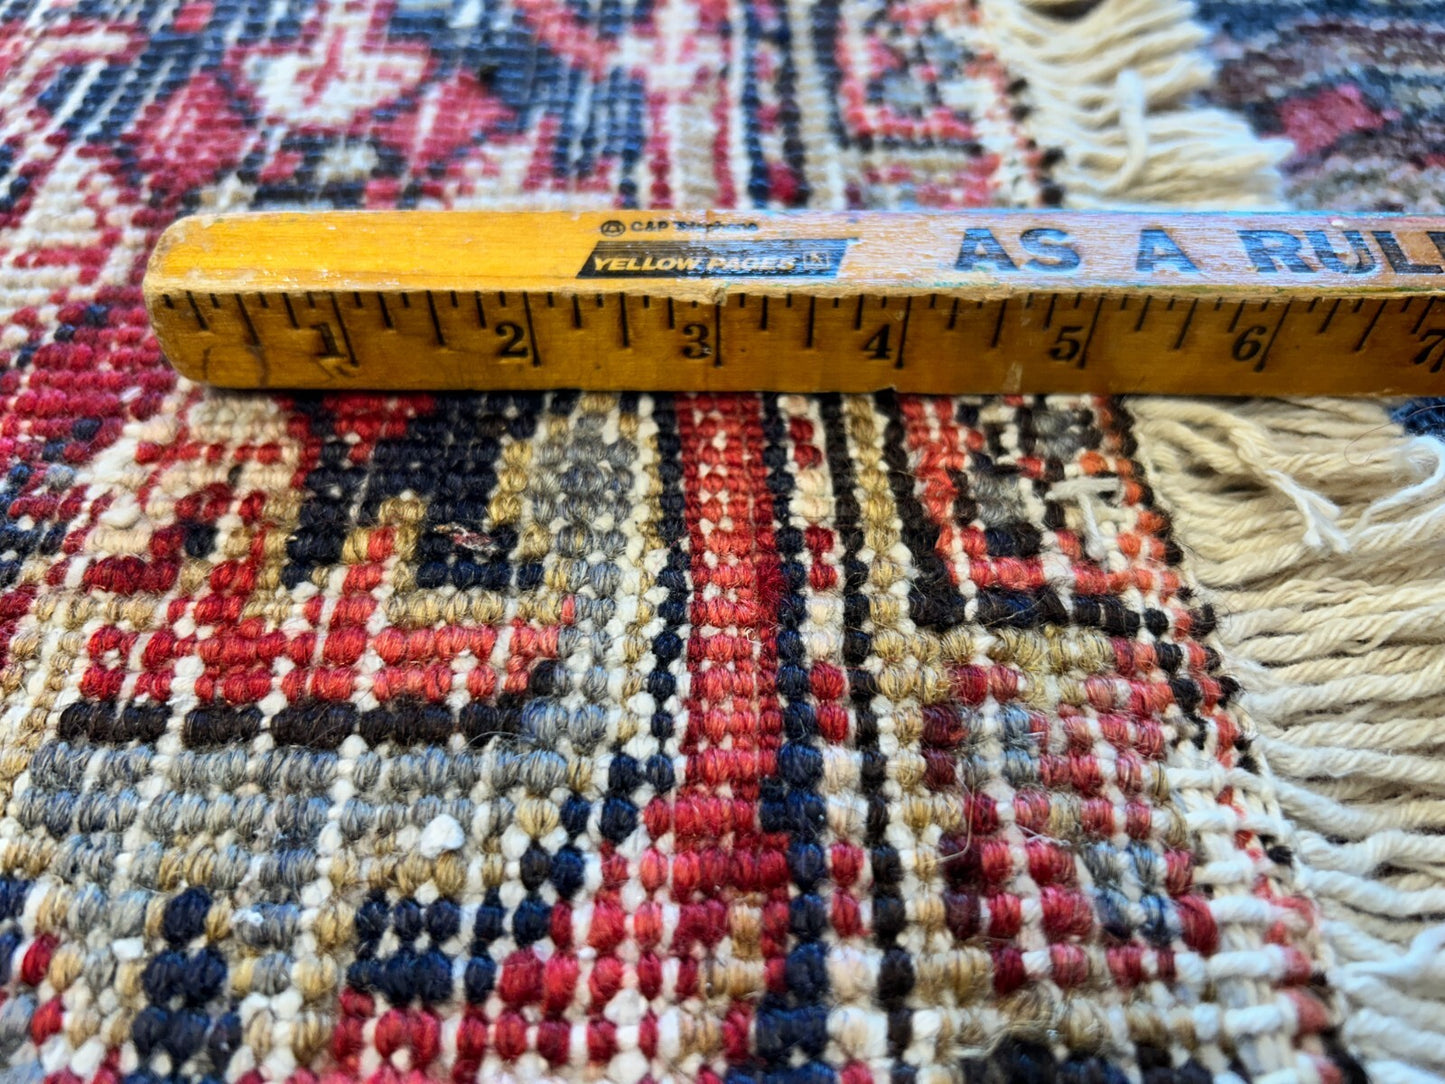 C&P Telephone
YELLOW PAGES
AS A RUL
1 2 3 4 5 6 7